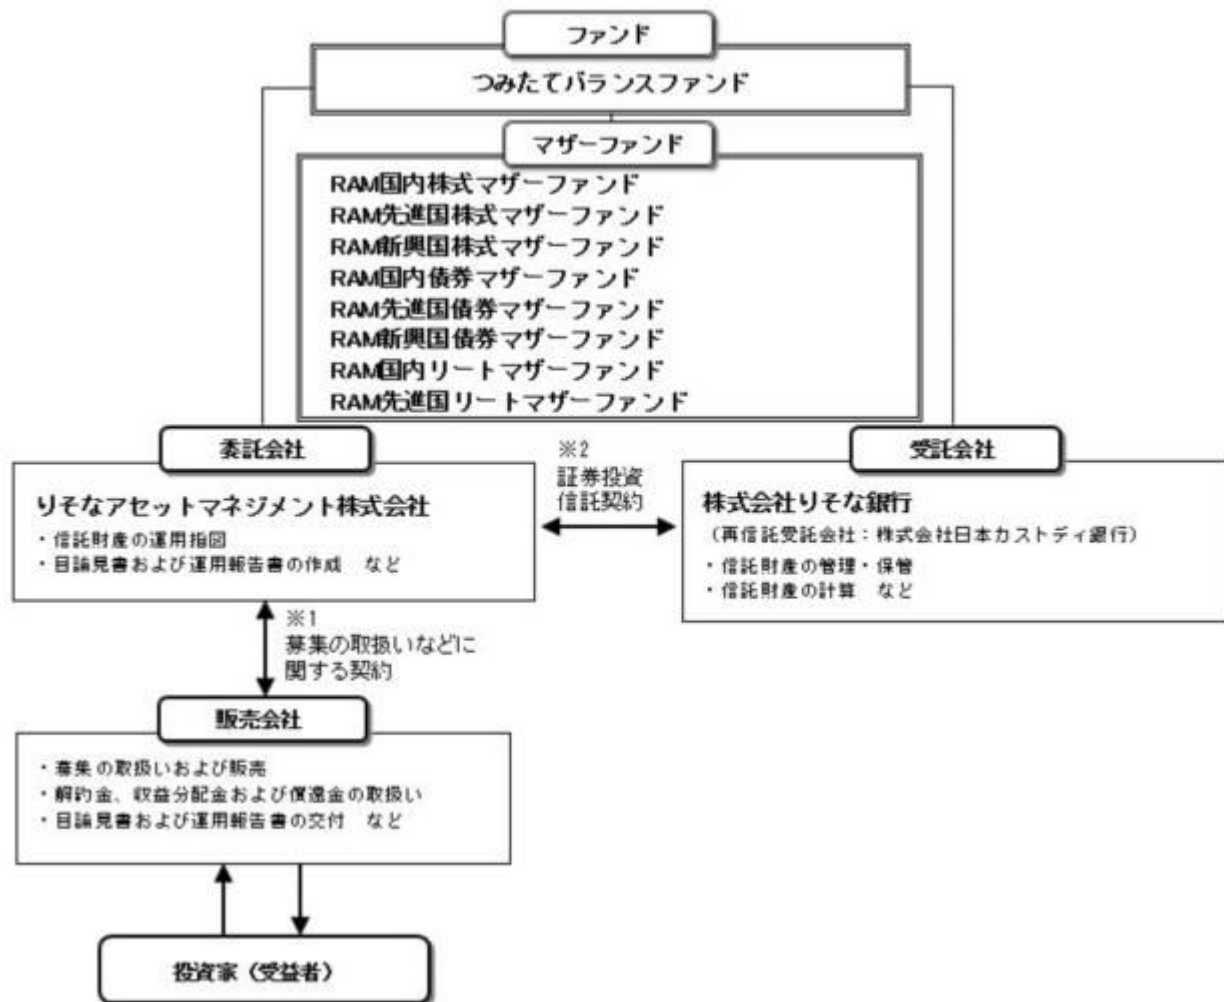 ファンド
つみたてバランスファンド
マザーファンド
RAM国内株式マザーファンド
RAM先進国株式マザーファンド
RAM新興国株式マザーファンド
RAM国内債券マザーファンド
RAM先進国債券マザーファンド
RAM新興国債券マザーファンド
RAM国内リートマザーファンド
RAM先進国リートマザーファンド
委託会社
りそなアセットマネジメント株式会社
・信託財産の運用指図
・目論見書および運用報告書の作成　など
※2
証券投資
信託契約
受託会社
株式会社りそな銀行
（再信託受託会社：株式会社日本カストディ銀行）
・信託財産の管理・保管
・信託財産の計算　など
※1
募集の取扱いなどに
関する契約
販売会社
・募集の取扱いおよび販売
・解約金、収益分配金および償還金の取扱い
・目論見書および運用報告書の交付　など
投資家（受益者）